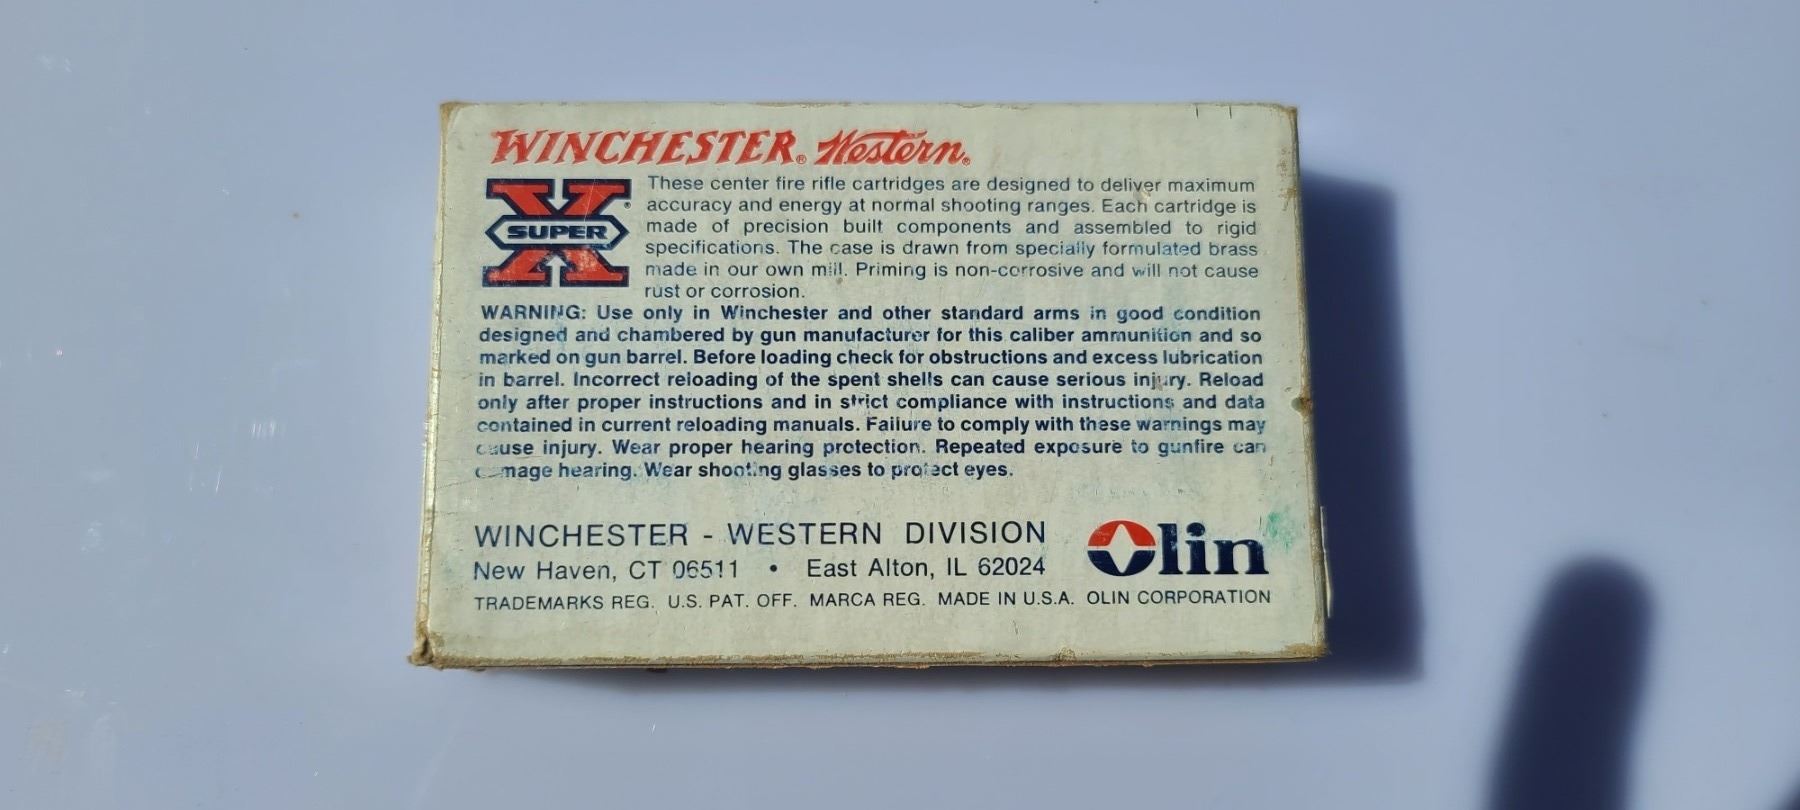 WINCHESTER® Western®
X SUPER ®
These center fire rifle cartridges are designed to deliver maximum
accuracy and energy at normal shooting ranges. Each cartridge is
made of precision built components and assembled to rigid
specifications. The case is drawn from specially formulated brass
made in our own mill. Priming is non-corrosive and will not cause
rust or corrosion.
WARNING: Use only in Winchester and other standard arms in good condition
designed and chambered by gun manufacturer for this caliber ammunition and so
marked on gun barrel. Before loading check for obstructions and excess lubrication
in barrel. Incorrect reloading of the spent shells can cause serious injury. Reload
only after proper instructions and in strict compliance with instructions and data
contained in current reloading manuals. Failure to comply with these warnings may
cause injury. Wear proper hearing protection. Repeated exposure to gunfire can
damage hearing. Wear shooting glasses to protect eyes.
WINCHESTER - WESTERN DIVISION
New Haven, CT 06511 • East Alton, IL 62024
Olin
TRADEMARKS REG. U.S. PAT. OFF. MARCA REG. MADE IN U.S.A. OLIN CORPORATION